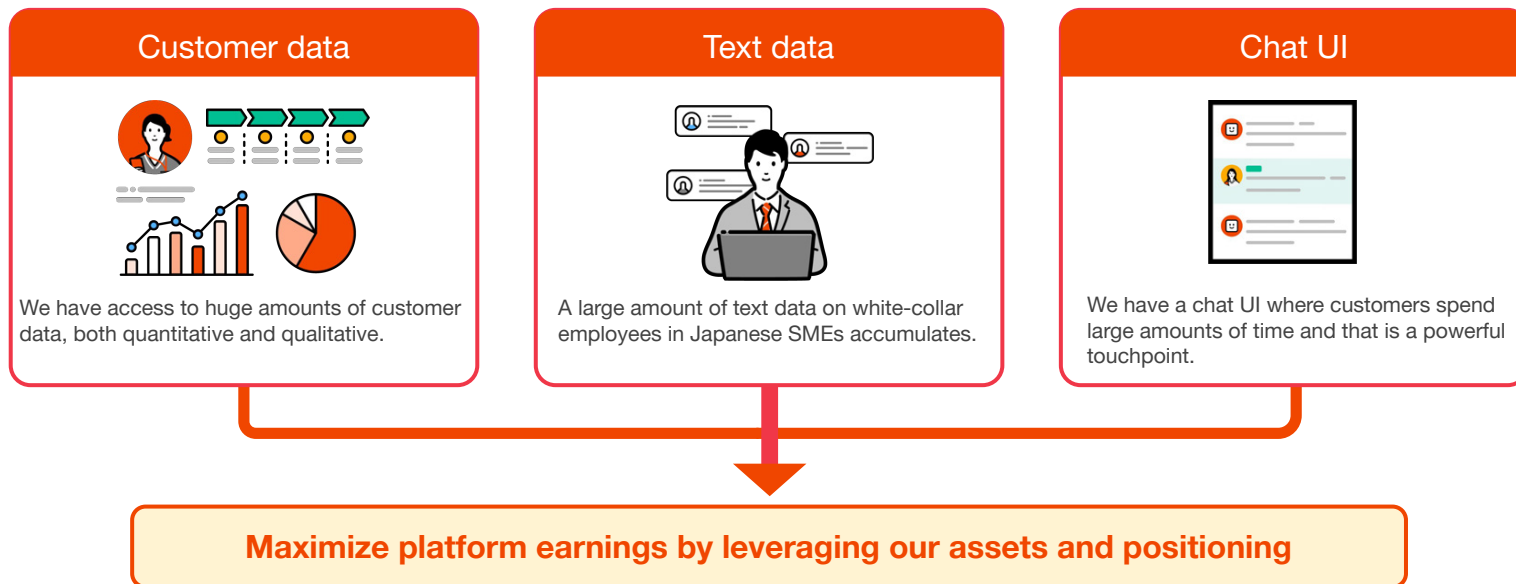 Customer data
Text data
Chat UI
We have access to huge amounts of customer
data, both quantitative and qualitative.
A large amount of text data on white-collar
employees in Japanese SMEs accumulates.
We have a chat UI where customers spend
large amounts of time and that is a powerful
touchpoint.
Maximize platform earnings by leveraging our assets and positioning